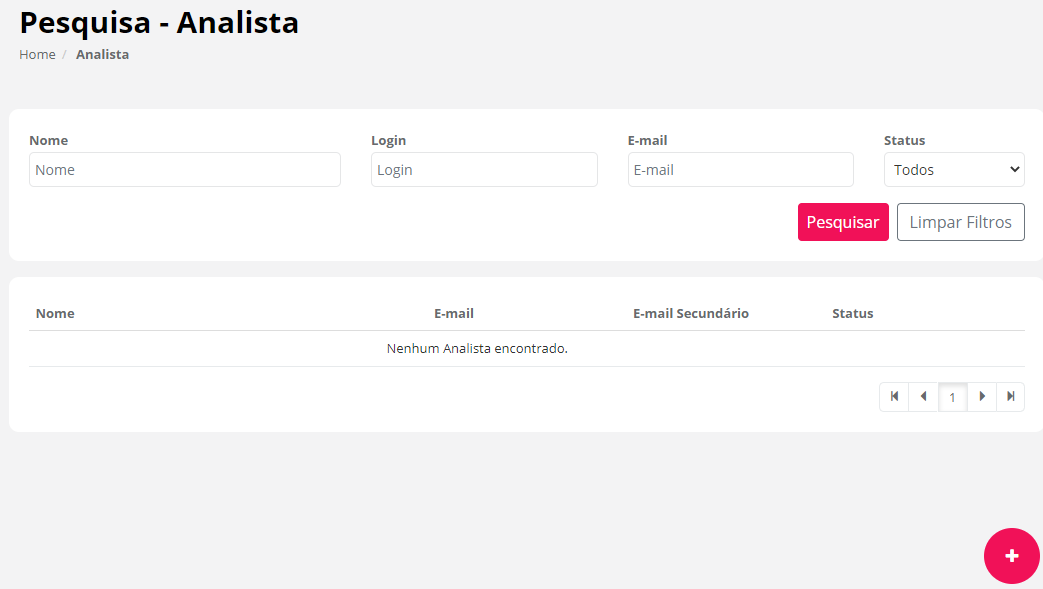 Pesquisa - Analista
Home / Analista
Nome Login E-mail Status
Nome Login E-mail Todos
Pesquisar Limpar Filtros
Nome E-mail E-mail Secundário Status
Nenhum Analista encontrado.
1